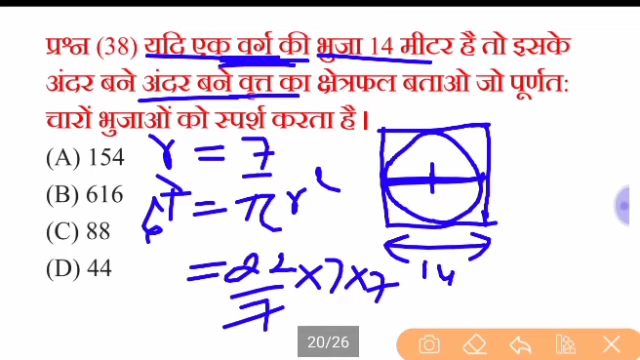 प्रश्न (38) यदि एक वर्ग की भुजा 14 मीटर है तो इसके
अंदर बने अंदर बने वृत्त का क्षेत्रफल बताओ जो पूर्णत:
चारों भुजाओं को स्पर्श करता है।
(A) 154
(B) 616
(C) 88
(D) 44
r = 7
= πr²
= 22/7 × 7 × 7
14
20/26